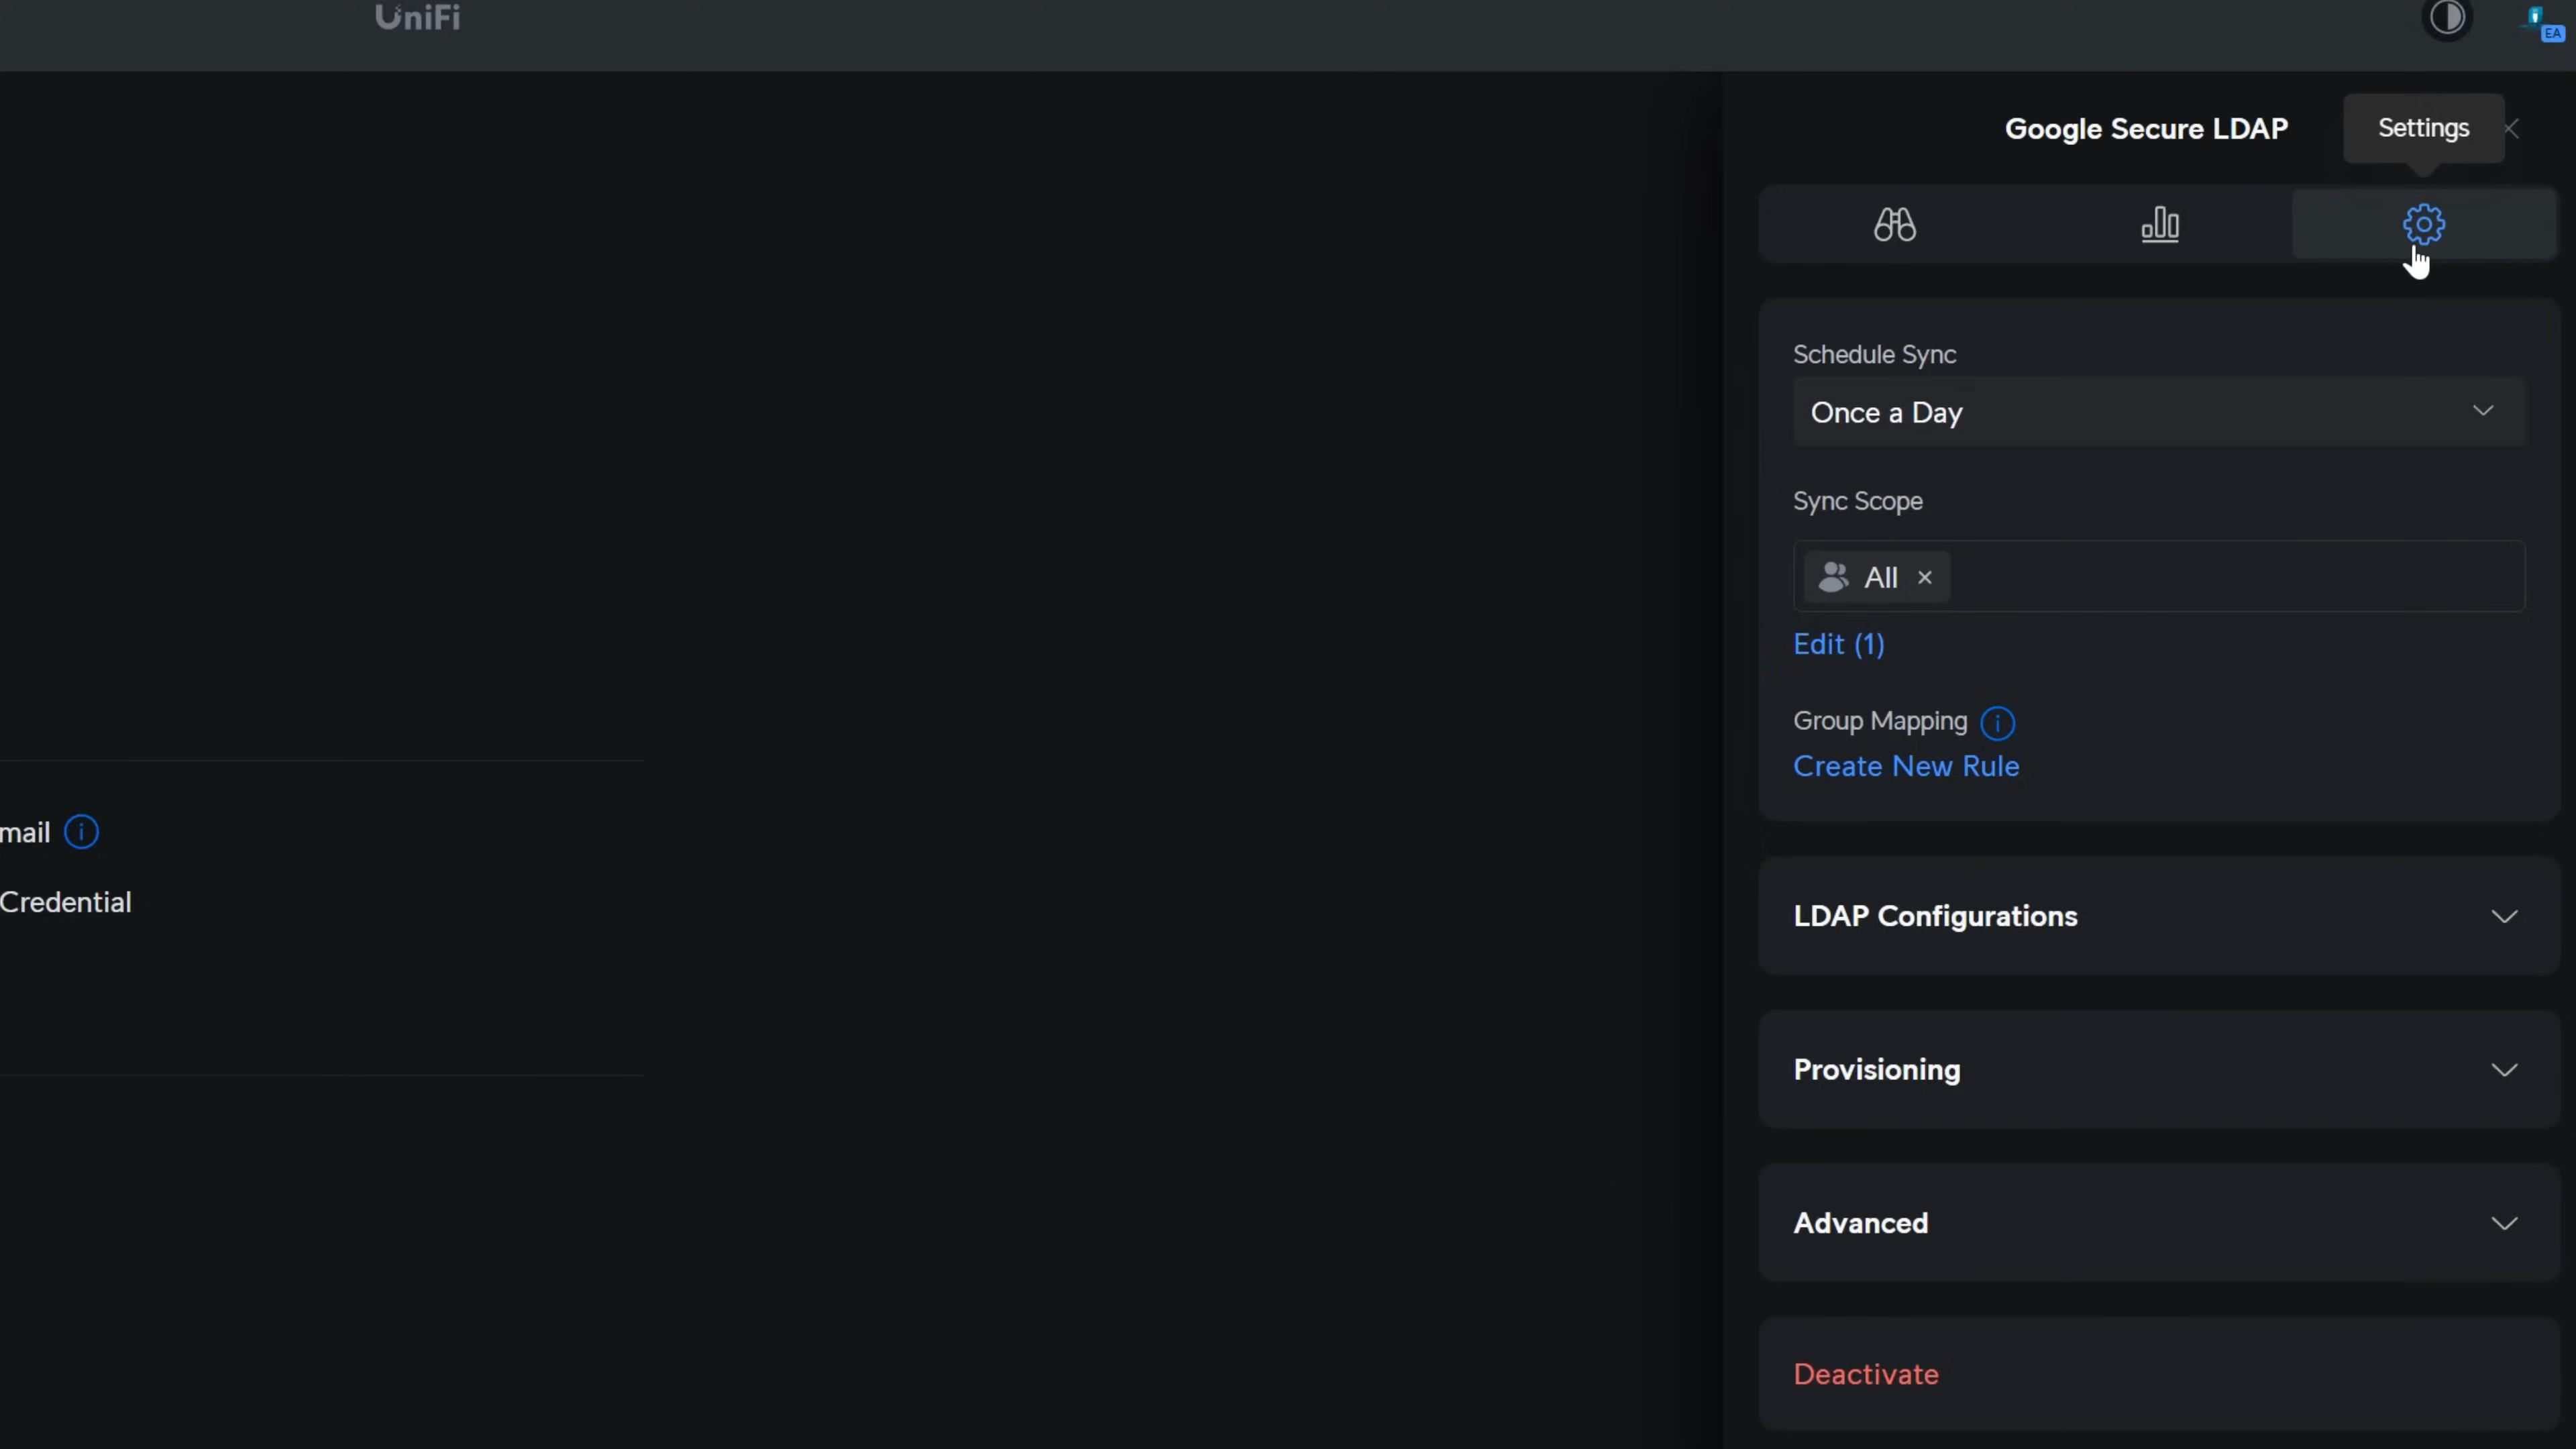 UniFi
EA
Google Secure LDAP
Settings
Schedule Sync
Once a Day
Sync Scope
All
Edit (1)
Group Mapping
Create New Rule
mail
Credential
LDAP Configurations
Provisioning
Advanced
Deactivate